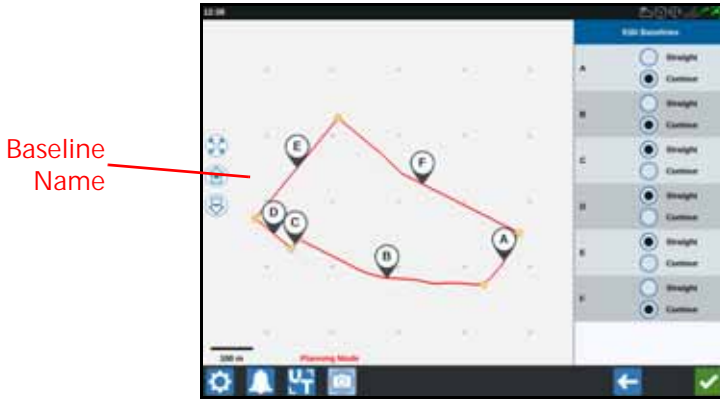 12:38
Edit Baselines
A
Straight
Contour
B
Straight
Contour
C
Straight
Contour
D
Straight
Contour
E
Straight
Contour
F
Straight
Contour
Baseline
Name
E
F
D
C
A
B
100 m
Planning Mode
UT